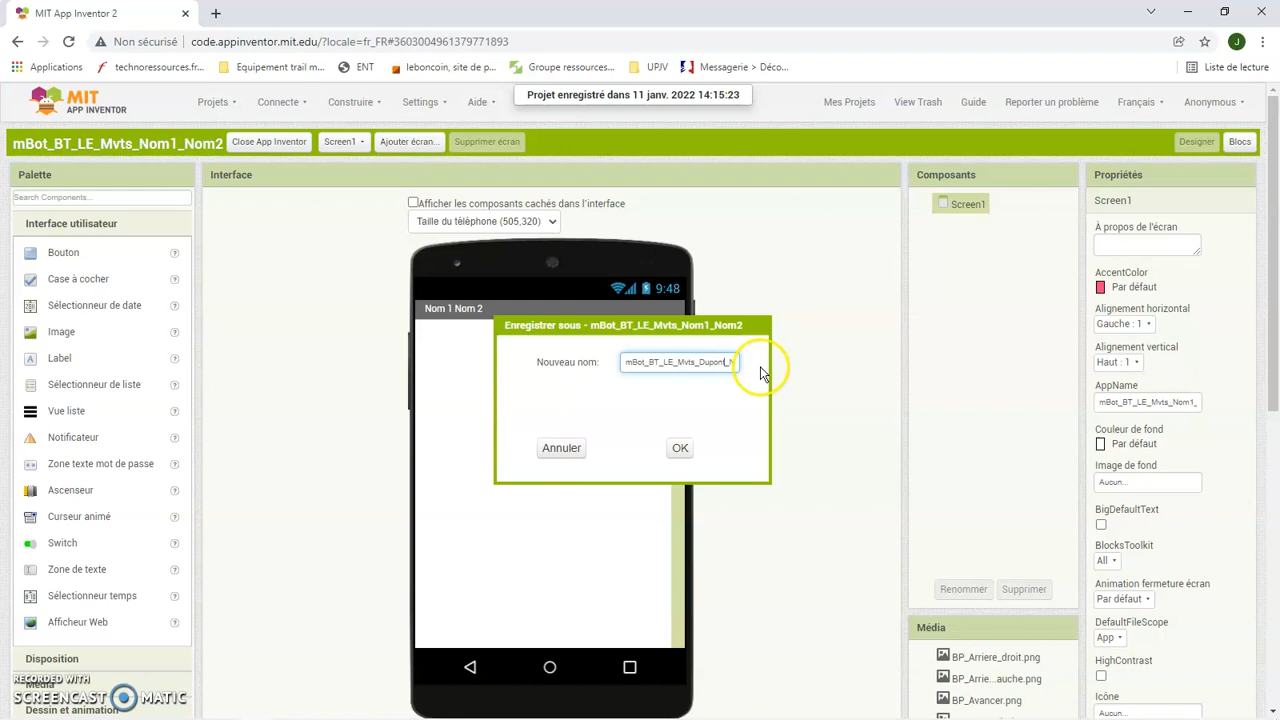 MIT App Inventor 2
Non sécurisé
code.appinventor.mit.edu/?locale=fr_FR#3603004961379771893
J
Applications
technoressources.fr...
Equipement trail m...
ENT
leboncoin, site de p...
Groupe ressources...
UPJV
Messagerie > Déco...
Liste de lecture
MIT
APP INVENTOR
Projets
Connecte
Construire
Settings
Aide
Projet enregistré dans 11 janv. 2022 14:15:23
Mes Projets
View Trash
Guide
Reporter un problème
Français
Anonymous
mBot_BT_LE_Mvts_Nom1_Nom2
Close App Inventor
Screen1
Ajouter écran...
Supprimer écran
Designer
Blocs
Palette
Search Components...
Interface utilisateur
Bouton
Case à cocher
Sélectionneur de date
Image
Label
Sélectionneur de liste
Vue liste
Notificateur
Zone texte mot de passe
Ascenseur
Curseur animé
Switch
Zone de texte
Sélectionneur temps
Afficheur Web
Disposition
Média
Dessin et animation
RECORDED WITH
SCREENCAST MATIC
Interface
Afficher les composants cachés dans l'interface
Taille du téléphone (505,320)
9:48
Nom 1 Nom 2
Enregistrer sous - mBot_BT_LE_Mvts_Nom1_Nom2
Nouveau nom:
mBot_BT_LE_Mvts_Dupont_N
Annuler
OK
Composants
Screen1
Renommer
Supprimer
Média
BP_Arriere_droit.png
BP_Arrie...auche.png
BP_Avancer.png
Propriétés
Screen1
À propos de l'écran
AccentColor
Par défaut
Alignement horizontal
Gauche : 1
Alignement vertical
Haut : 1
AppName
mBot_BT_LE_Mvts_Nom1_
Couleur de fond
Par défaut
Image de fond
Aucun...
BigDefaultText
BlocksToolkit
All
Animation fermeture écran
Par défaut
DefaultFileScope
App
HighContrast
Icône
Aucun...